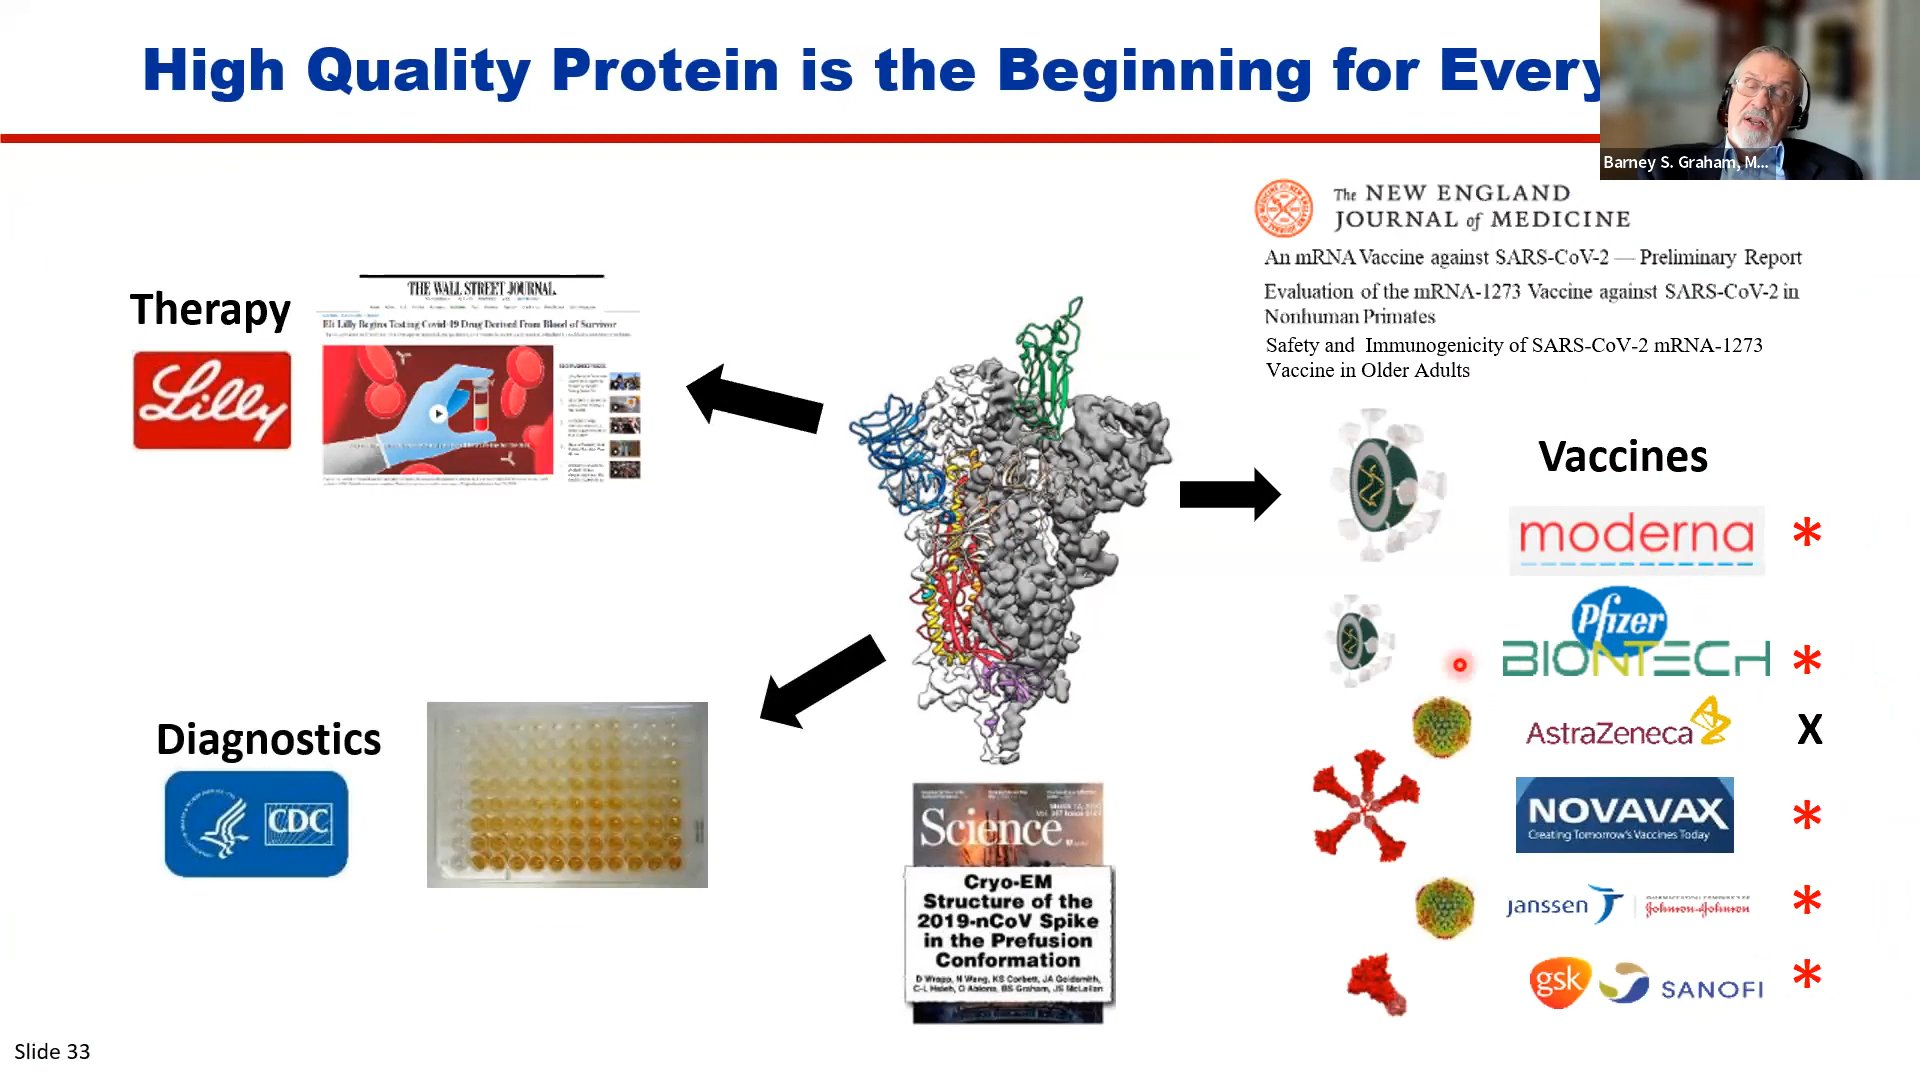 High Quality Protein is the Beginning for Every
Barney S. Graham, M...
The NEW ENGLAND
JOURNAL of MEDICINE
An mRNA Vaccine against SARS-CoV-2 — Preliminary Report
Evaluation of the mRNA-1273 Vaccine against SARS-CoV-2 in
Nonhuman Primates
Safety and Immunogenicity of SARS-CoV-2 mRNA-1273
Vaccine in Older Adults
Therapy
Lilly
THE WALL STREET JOURNAL.
Eli Lilly Begins Testing Covid-19 Drug Derived From Blood of Survivor
Vaccines
moderna *
Pfizer
BIONTECH *
AstraZeneca X
NOVAVAX *
Creating Tomorrow's Vaccines Today
janssen Johnson-Johnson *
gsk SANOFI *
Diagnostics
CDC
Science
Cryo-EM
Structure of the
2019-nCoV Spike
in the Prefusion
Conformation
D Wrapp, N Wang, KS Corbett, JA Goldsmith,
C-L Hsieh, O Abiona, BS Graham, JS McLellan
Slide 33